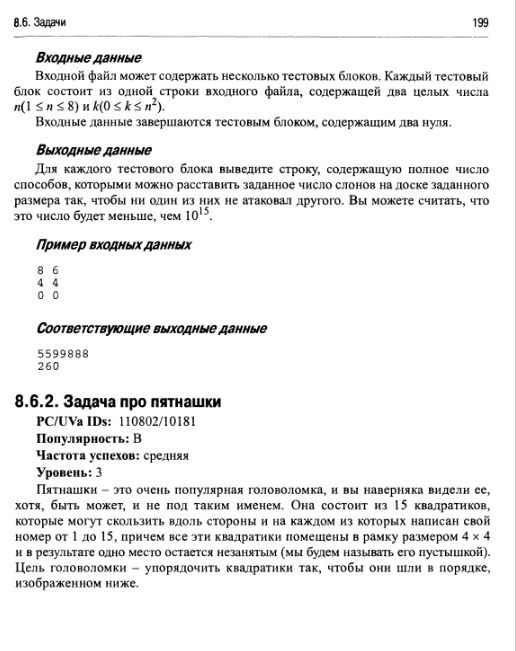 8.6. Задачи 199
Входные данные
Входной файл может содержать несколько тестовых блоков. Каждый тестовый
блок состоит из одной строки входного файла, содержащей два целых числа
n(1 ≤ n ≤ 8) и k(0 ≤ k ≤ n²).
Входные данные завершаются тестовым блоком, содержащим два нуля.
Выходные данные
Для каждого тестового блока выведите строку, содержащую полное число
способов, которыми можно расставить заданное число слонов на доске заданного
размера так, чтобы ни один из них не атаковал другого. Вы можете считать, что
это число будет меньше, чем 10¹⁵.
Пример входных данных
8 6
4 4
0 0
Соответствующие выходные данные
5599888
260
8.6.2. Задача про пятнашки
PC/UVa IDs: 110802/10181
Популярность: B
Частота успехов: средняя
Уровень: 3
Пятнашки – это очень популярная головоломка, и вы наверняка видели ее,
хотя, быть может, и не под таким именем. Она состоит из 15 квадратиков,
которые могут скользить вдоль стороны и на каждом из которых написан свой
номер от 1 до 15, причем все эти квадратики помещены в рамку размером 4 × 4
и в результате одно место остается незанятым (мы будем называть его пустышкой).
Цель головоломки – упорядочить квадратики так, чтобы они шли в порядке,
изображенном ниже.